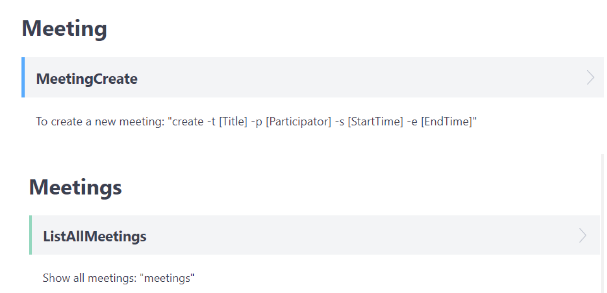 Meeting
MeetingCreate
To create a new meeting: "create -t [Title] -p [Participator] -s [StartTime] -e [EndTime]"
Meetings
ListAllMeetings
Show all meetings: "meetings"